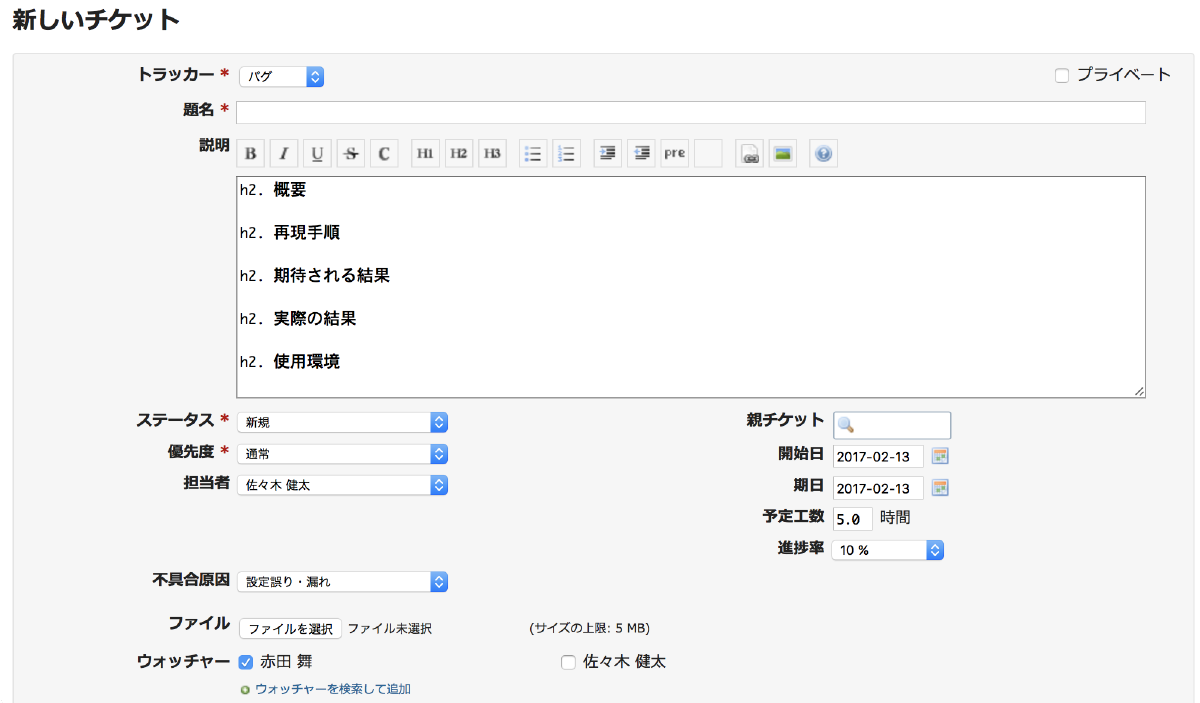 新しいチケット
トラッカー * バグ プライベート
題名 *
説明 B I U S C H1 H2 H3 pre
h2. 概要
h2. 再現手順
h2. 期待される結果
h2. 実際の結果
h2. 使用環境
ステータス * 新規 親チケット
優先度 * 通常 開始日 2017-02-13
担当者 佐々木 健太 期日 2017-02-13
予定工数 5.0 時間
進捗率 10 %
不具合原因 設定誤り・漏れ
ファイル ファイルを選択 ファイル未選択 (サイズの上限: 5 MB)
ウォッチャー 赤田 舞 佐々木 健太
ウォッチャーを検索して追加